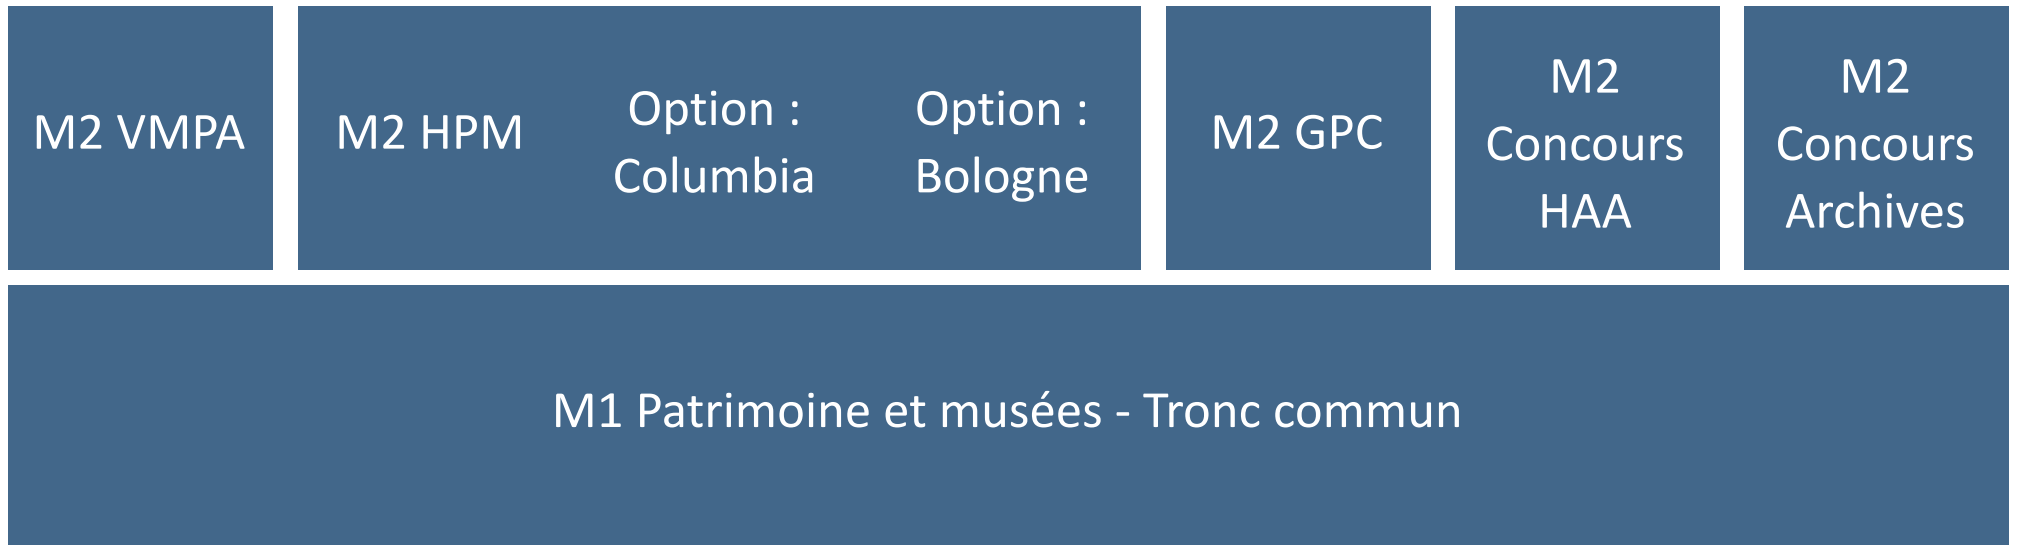 M2 VMPA
M2 HPM
Option :
Columbia
Option :
Bologne
M2 GPC
M2
Concours
HAA
M2
Concours
Archives
M1 Patrimoine et musées - Tronc commun